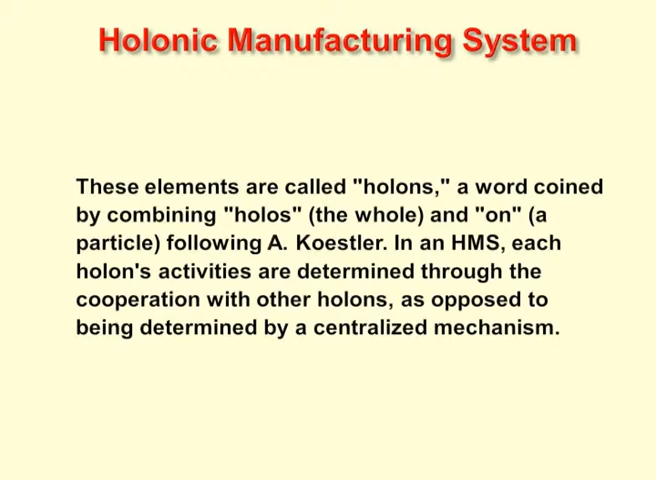 Holonic Manufacturing System
These elements are called "holons," a word coined
by combining "holos" (the whole) and "on" (a
particle) following A. Koestler. In an HMS, each
holon's activities are determined through the
cooperation with other holons, as opposed to
being determined by a centralized mechanism.